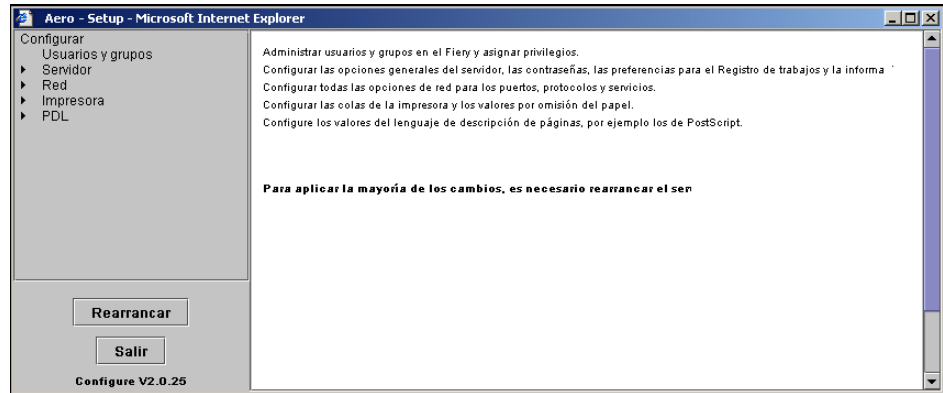 Aero - Setup - Microsoft Internet Explorer
Configurar
Usuarios y grupos
Servidor
Red
Impresora
PDL
Administrar usuarios y grupos en el Fiery y asignar privilegios.
Configurar las opciones generales del servidor, las contraseñas, las preferencias para el Registro de trabajos y la informa
Configurar todas las opciones de red para los puertos, protocolos y servicios.
Configurar las colas de la impresora y los valores por omisión del papel.
Configure los valores del lenguaje de descripción de páginas, por ejemplo los de PostScript.
Para aplicar la mayoría de los cambios, es necesario rearrancar el ser
Rearrancar
Salir
Configure V2.0.25